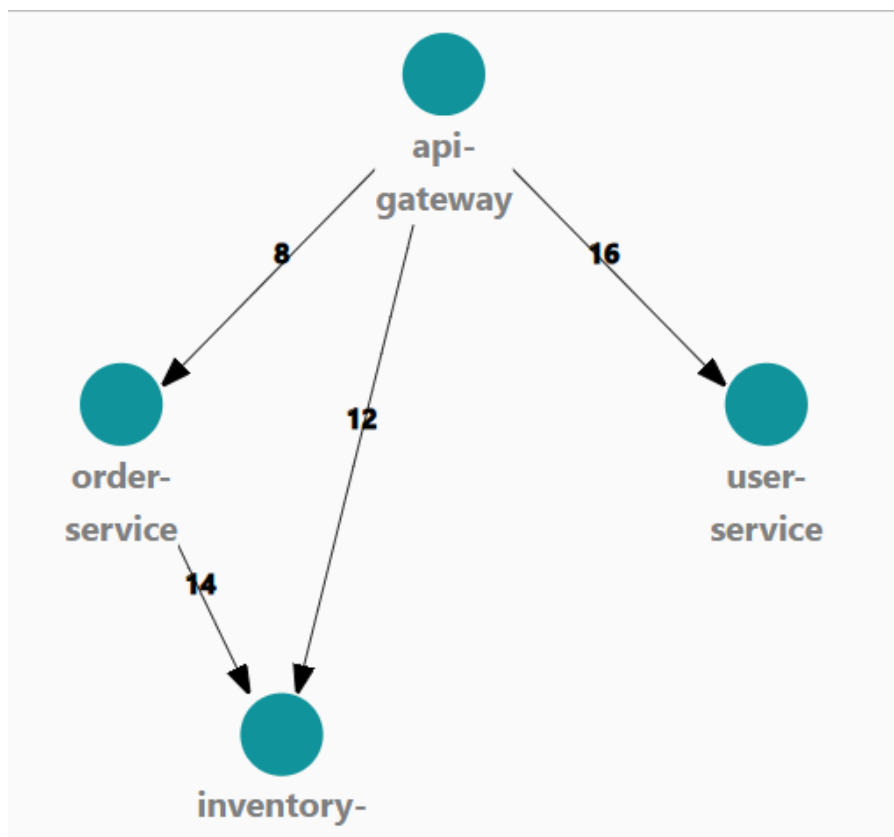 api-
gateway
8
16
12
order-
service
user-
service
14
inventory-